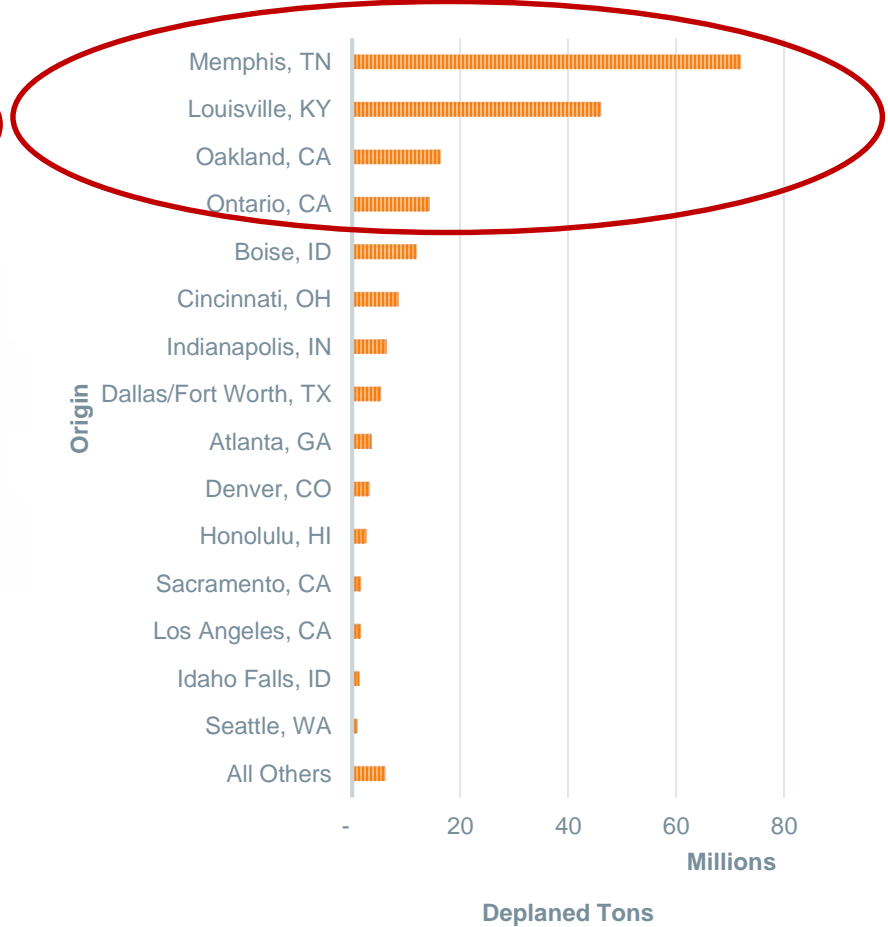 Memphis, TN
Louisville, KY
Oakland, CA
Ontario, CA
Boise, ID
Cincinnati, OH
Indianapolis, IN
Dallas/Fort Worth, TX
Atlanta, GA
Denver, CO
Honolulu, HI
Sacramento, CA
Los Angeles, CA
Idaho Falls, ID
Seattle, WA
All Others
Origin
- 20 40 60 80
Millions
Deplaned Tons